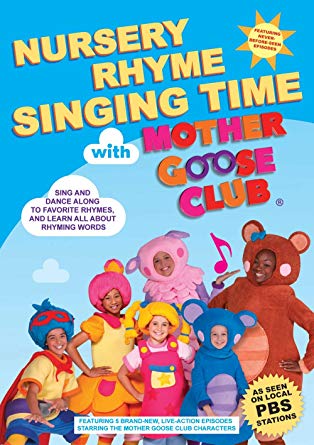 NURSERY
RHYME
SINGING TIME
with
MOTHER
GOOSE
CLUB ®
FEATURING
NEVER-
BEFORE-SEEN
EPISODES
SING AND
DANCE ALONG
TO FAVORITE RHYMES,
AND LEARN ALL ABOUT
RHYMING WORDS
AS SEEN
ON LOCAL
PBS
STATIONS
FEATURING 5 BRAND-NEW, LIVE-ACTION EPISODES
STARRING THE MOTHER GOOSE CLUB CHARACTERS